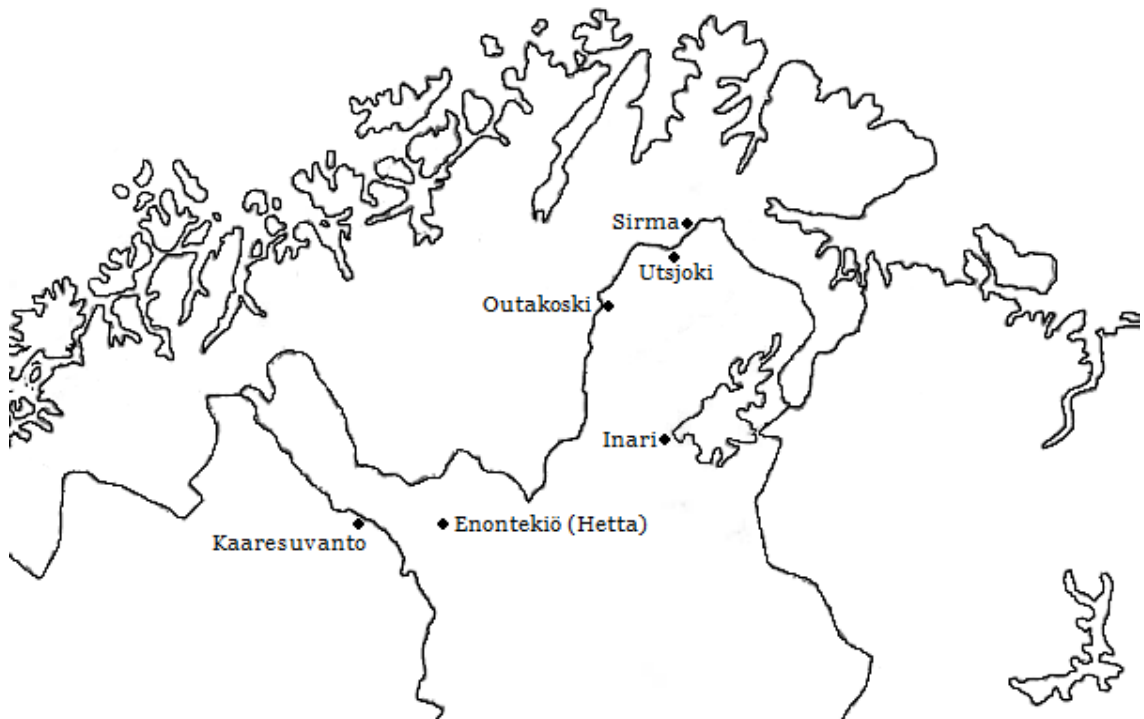 Sirma
Utsjoki
Outakoski
Inari
Enontekiö (Hetta)
Kaaresuvanto